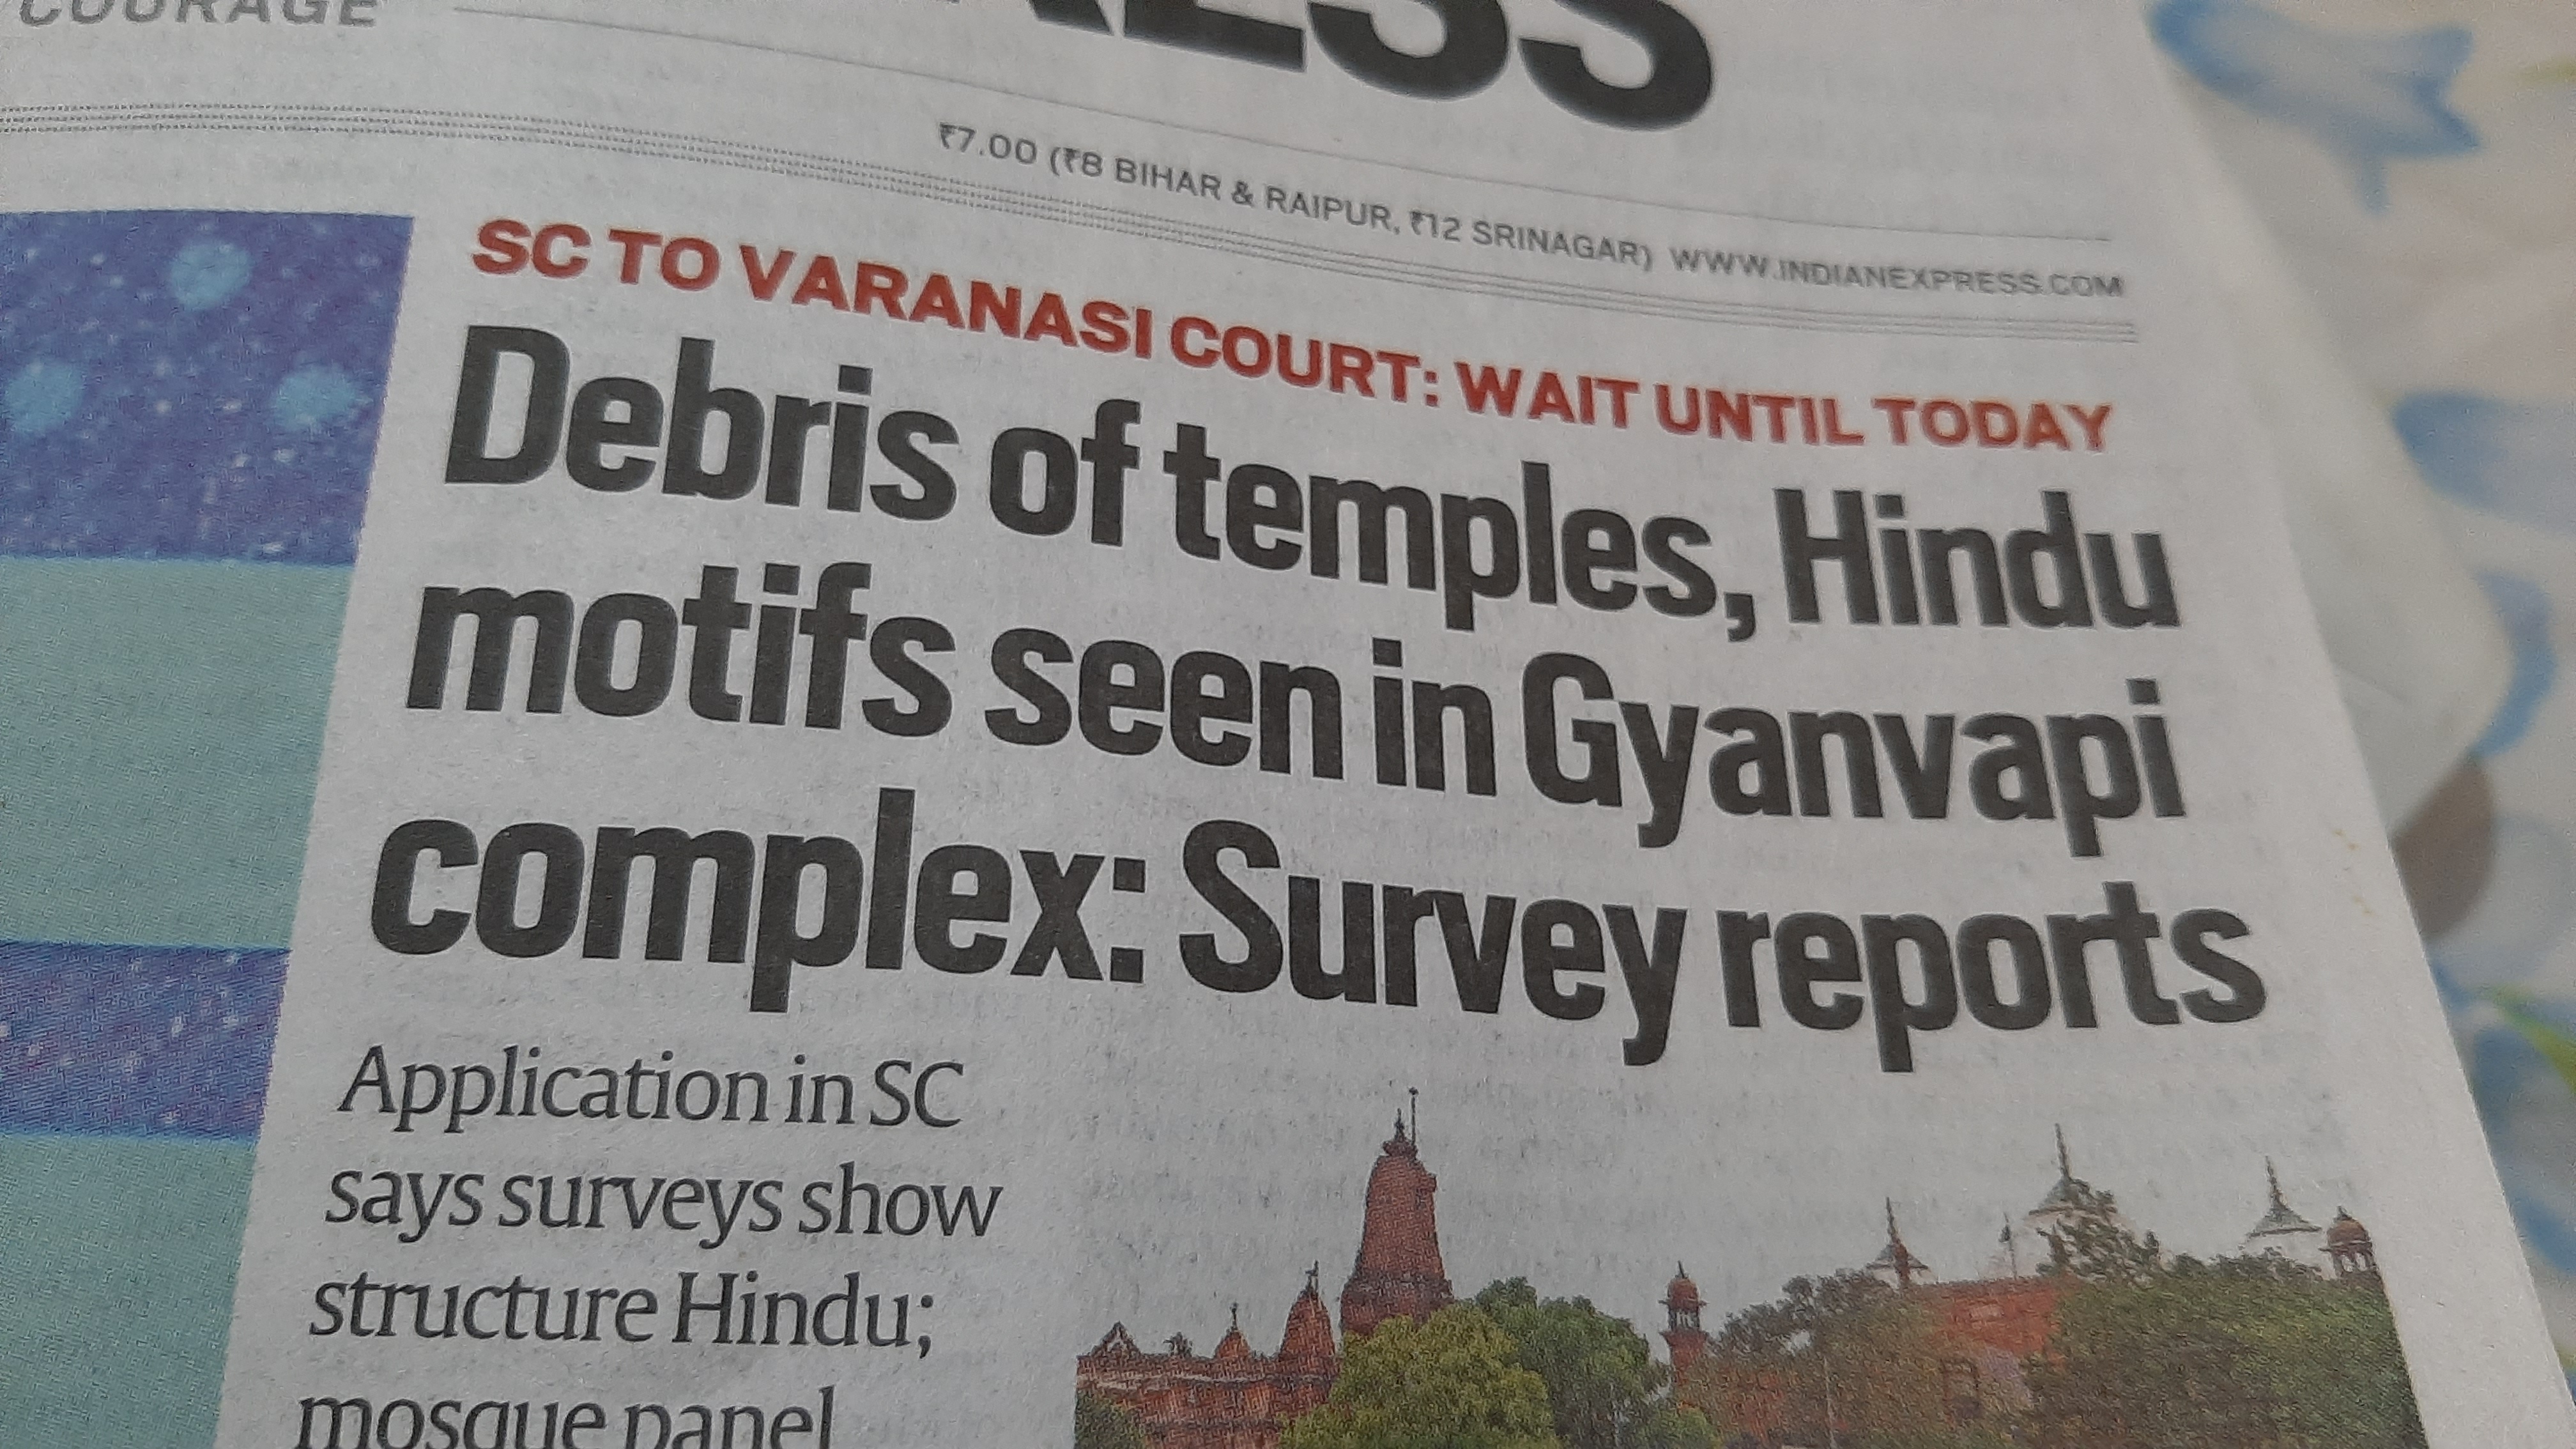 COURAGE
RESS
₹7.00 (₹8 BIHAR & RAIPUR, ₹12 SRINAGAR) WWW.INDIANEXPRESS.COM
SC TO VARANASI COURT: WAIT UNTIL TODAY
Debris of temples, Hindu
motifs seen in Gyanvapi
complex: Survey reports
Application in SC
says surveys show
structure Hindu;
mosque panel